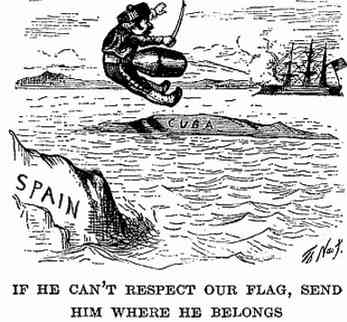 CUBA
SPAIN
Th Nast.
IF HE CAN'T RESPECT OUR FLAG, SEND
HIM WHERE HE BELONGS